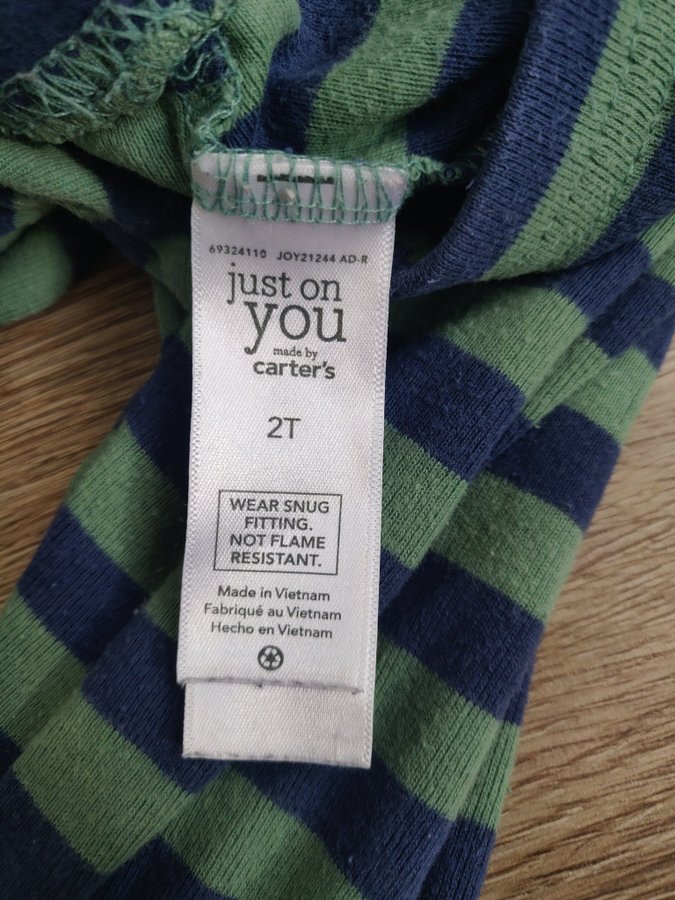 69324110 JOY21244 AD-R
just on
you
made by
carter's
2T
WEAR SNUG
FITTING.
NOT FLAME
RESISTANT.
Made in Vietnam
Fabriqué au Vietnam
Hecho en Vietnam